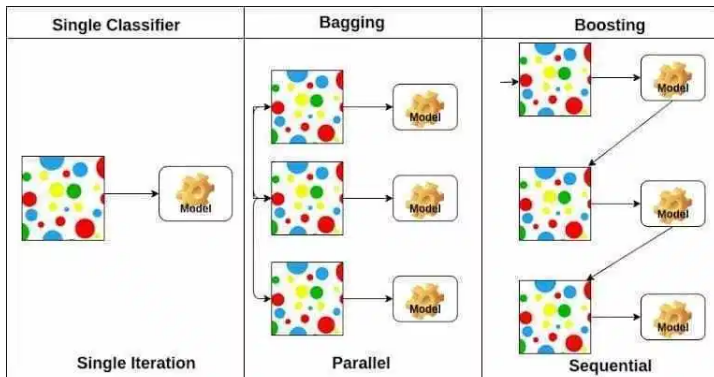 Single Classifier
Bagging
Boosting
Model
Model
Model
Model
Model
Model
Model
Single Iteration
Parallel
Sequential